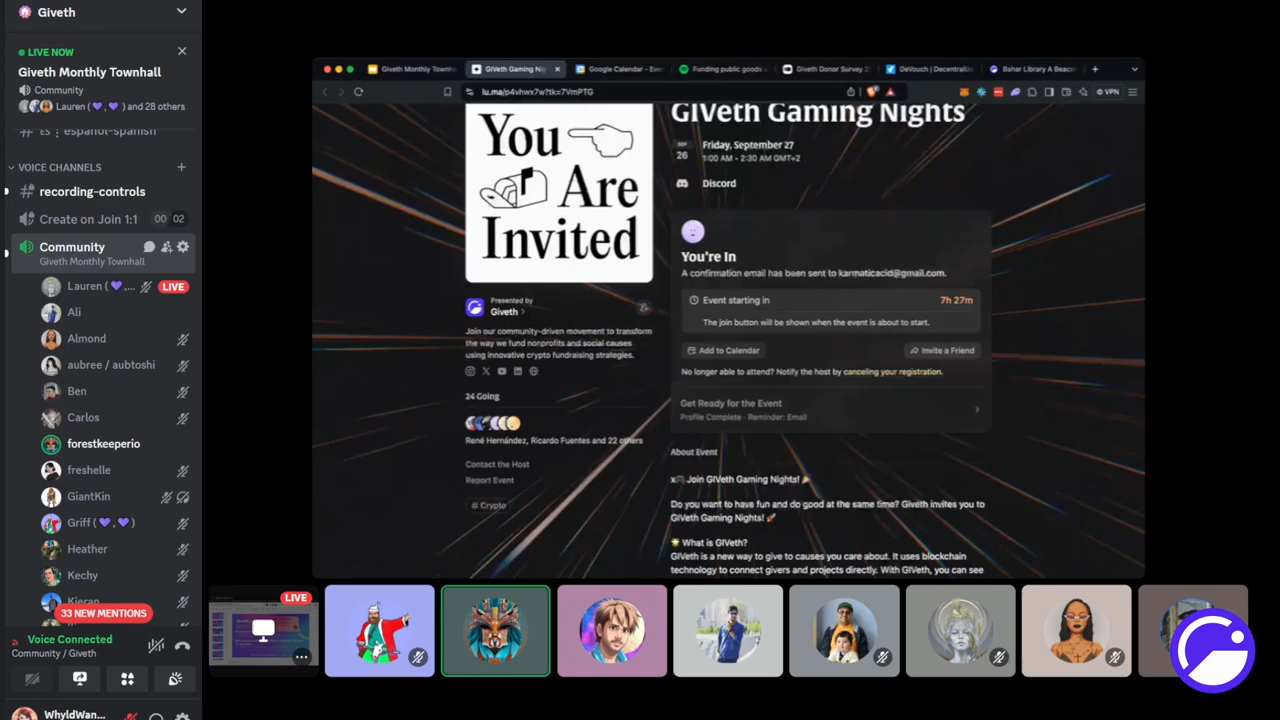 Giveth
LIVE NOW
Giveth Monthly Townhall
Community
Lauren (💜,💜) and 28 others
ES español-spanish
VOICE CHANNELS
recording-controls
Create on Join 1:1 00 02
Community
Giveth Monthly Townhall
Lauren (💜,... LIVE
Ali
Almond
aubree / aubtoshi
Ben
Carlos
forestkeeperio
freshelle
GiantKin
Griff (💜,💜)
Heather
Kechy
Kieran
33 NEW MENTIONS
Voice Connected
Community / Giveth
WhyldWan...
Giveth Monthly Townh
GIVeth Gaming Nig
Google Calendar - Eve
Funding public goods
Giveth Donor Survey 2
DeVouch | Decentraliz
Bahar Library A Beaco
lu.ma/p4vhwx7w?tk=7VmPTG
VPN
You
Are
Invited
Presented by
Giveth
Join our community-driven movement to transform
the way we fund nonprofits and social causes
using innovative crypto fundraising strategies.
24 Going
René Hernández, Ricardo Fuentes and 22 others
Contact the Host
Report Event
# Crypto
GIVeth Gaming Nights
SEP
26
Friday, September 27
1:00 AM - 2:30 AM GMT+2
Discord
You're In
A confirmation email has been sent to karmaticacid@gmail.com.
Event starting in 7h 27m
The join button will be shown when the event is about to start.
Add to Calendar
Invite a Friend
No longer able to attend? Notify the host by canceling your registration.
Get Ready for the Event
Profile Complete · Reminder: Email
About Event
Join GIVeth Gaming Nights! 🎉
Do you want to have fun and do good at the same time? Giveth invites you to
GIVeth Gaming Nights! 🚀
🌟 What is GIVeth?
GIVeth is a new way to give to causes you care about. It uses blockchain
technology to connect givers and projects directly. With GIVeth, you can see
LIVE